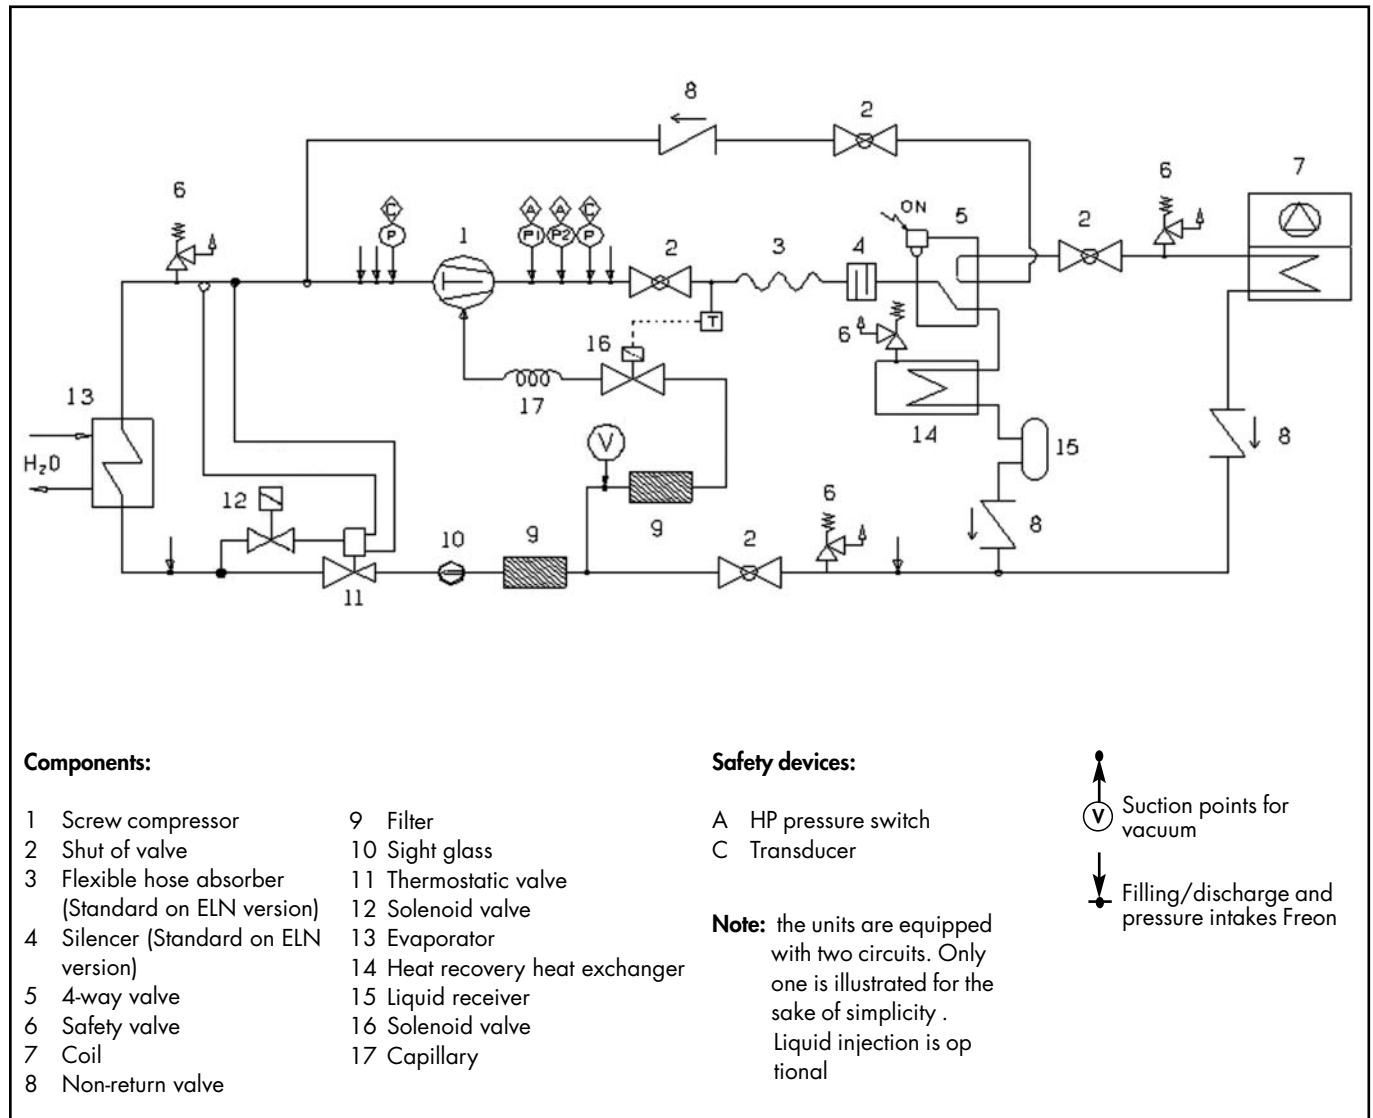 8
2
6
C
P
A
P1
A
P2
C
P
1
2
3
4
ON
5
2
6
7
T
6
16
17
14
15
8
13
H₂O
V
12
9
10
9
2
6
8
11
Components:
1 Screw compressor
2 Shut of valve
3 Flexible hose absorber
(Standard on ELN version)
4 Silencer (Standard on ELN
version)
5 4-way valve
6 Safety valve
7 Coil
8 Non-return valve
9 Filter
10 Sight glass
11 Thermostatic valve
12 Solenoid valve
13 Evaporator
14 Heat recovery heat exchanger
15 Liquid receiver
16 Solenoid valve
17 Capillary
Safety devices:
A HP pressure switch
C Transducer
Note: the units are equipped
with two circuits. Only
one is illustrated for the
sake of simplicity .
Liquid injection is op
tional
V
Suction points for
vacuum
Filling/discharge and
pressure intakes Freon